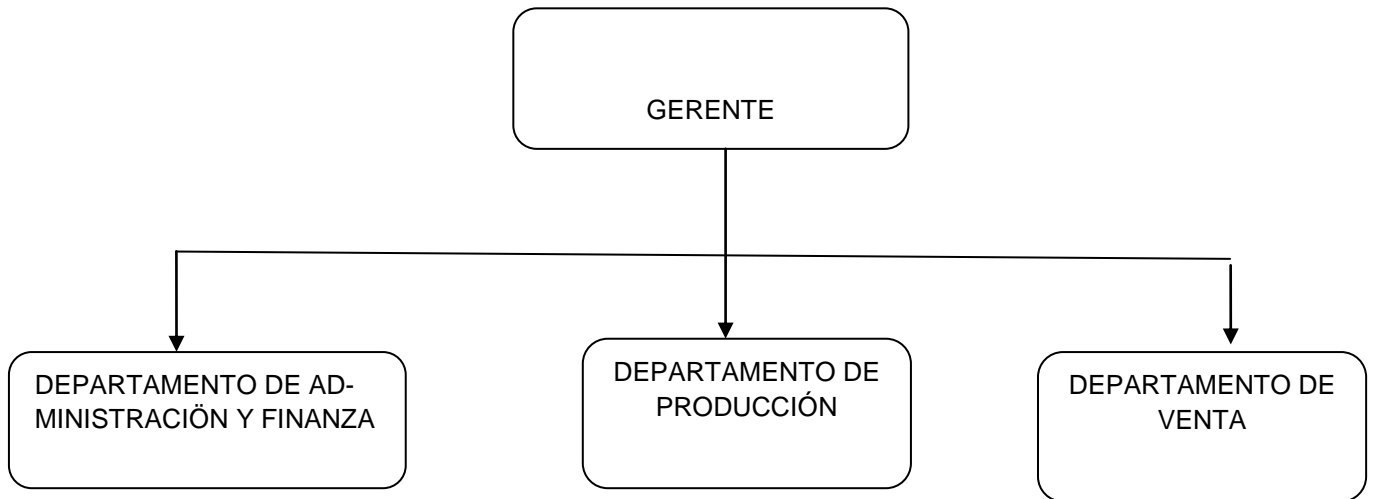 GERENTE
DEPARTAMENTO DE AD-
MINISTRACIÖN Y FINANZA
DEPARTAMENTO DE
PRODUCCIÓN
DEPARTAMENTO DE
VENTA